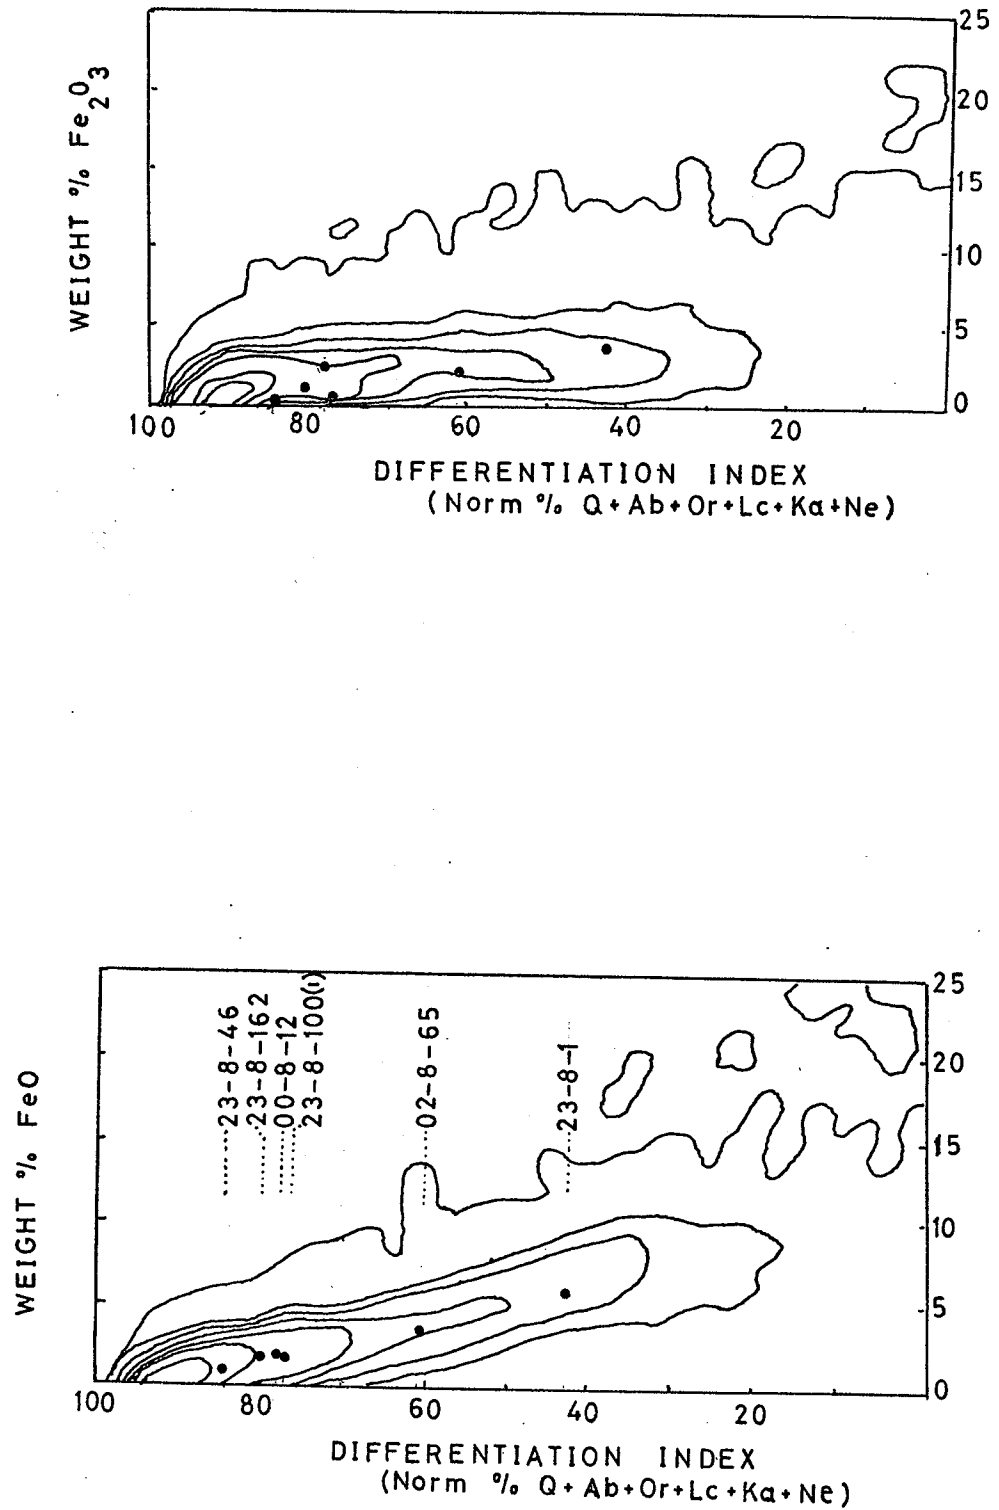 WEIGHT % Fe2O3
25
20
15
10
5
0
100 80 60 40 20
DIFFERENTIATION INDEX
(Norm % Q+Ab+Or+Lc+Ka+Ne)
WEIGHT % FeO
23-8-46
23-8-162
00-8-12
23-8-100(1)
02-8-65
23-8-1
25
20
15
10
5
0
100 80 60 40 20
DIFFERENTIATION INDEX
(Norm % Q+Ab+Or+Lc+Ka+Ne)